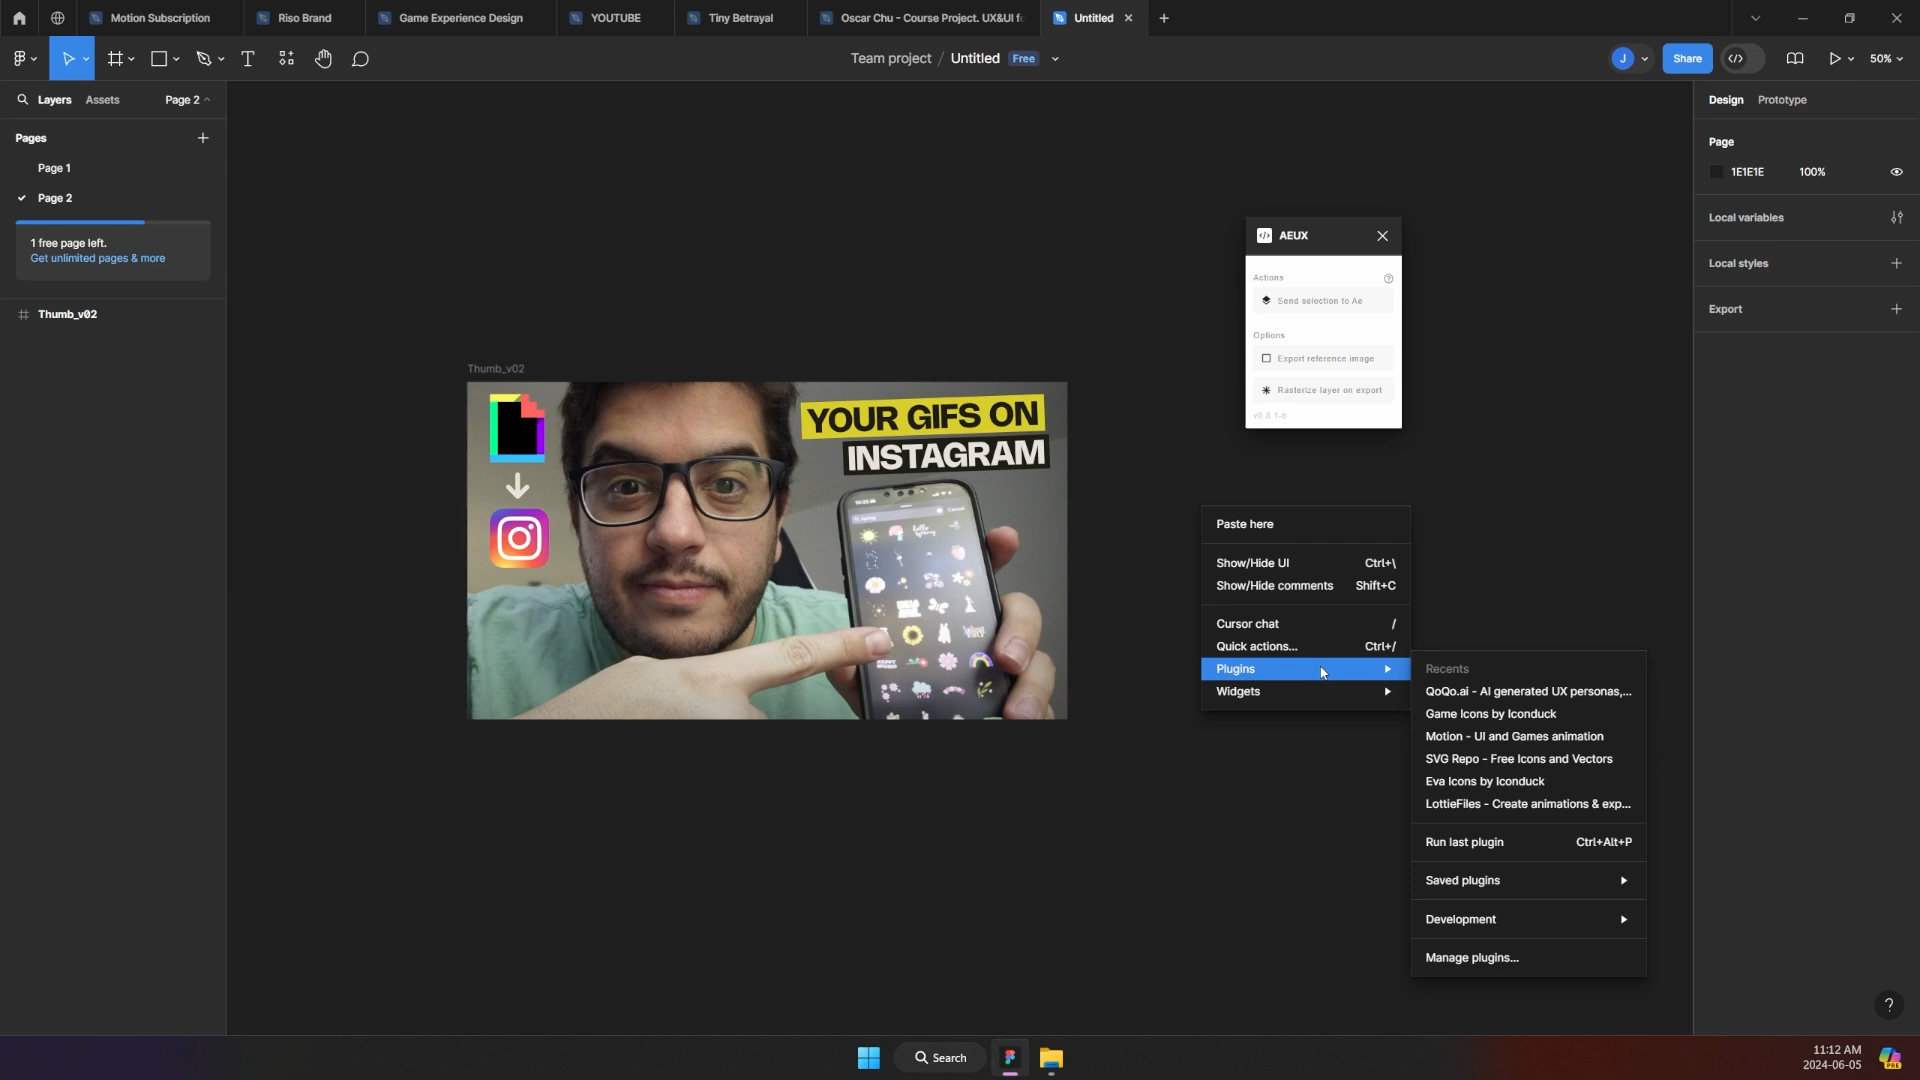 Motion Subscription
Riso Brand
Game Experience Design
YOUTUBE
Tiny Betrayal
Oscar Chu - Course Project. UX&UI f
Untitled
Team project / Untitled Free
J
Share
50%
Layers
Assets
Page 2
Pages
Page 1
Page 2
1 free page left.
Get unlimited pages & more
Thumb_v02
Thumb_v02
YOUR GIFS ON
INSTAGRAM
Cancel
hello
AEUX
Actions
Send selection to Ae
Options
Export reference image
Rasterize layer on export
v0.8.1-b
Paste here
Show/Hide UI Ctrl+\
Show/Hide comments Shift+C
Cursor chat /
Quick actions... Ctrl+/
Plugins
Widgets
Recents
QoQo.ai - AI generated UX personas,...
Game Icons by Iconduck
Motion - UI and Games animation
SVG Repo - Free Icons and Vectors
Eva Icons by Iconduck
LottieFiles - Create animations & exp...
Run last plugin Ctrl+Alt+P
Saved plugins
Development
Manage plugins...
Design
Prototype
Page
1E1E1E 100%
Local variables
Local styles
Export
?
Search
11:12 AM
2024-06-05
PRE